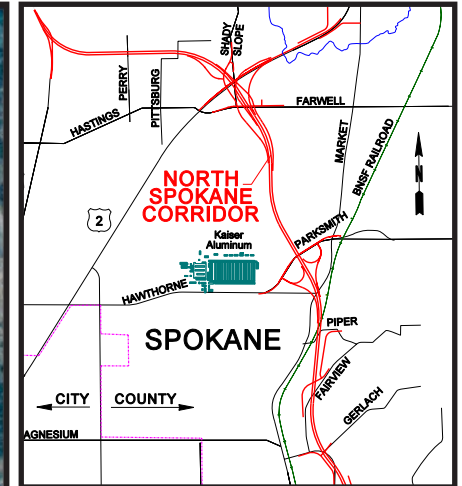 SHADY
SLOPE
PERRY
PITTSBURG
HASTINGS
FARWELL
MARKET
BNSF RAILROAD
NORTH
SPOKANE
CORRIDOR
2
PARKSMITH
Kaiser
Aluminum
HAWTHORNE
SPOKANE
PIPER
FAIRVIEW
GERLACH
CITY COUNTY
AGNESIUM